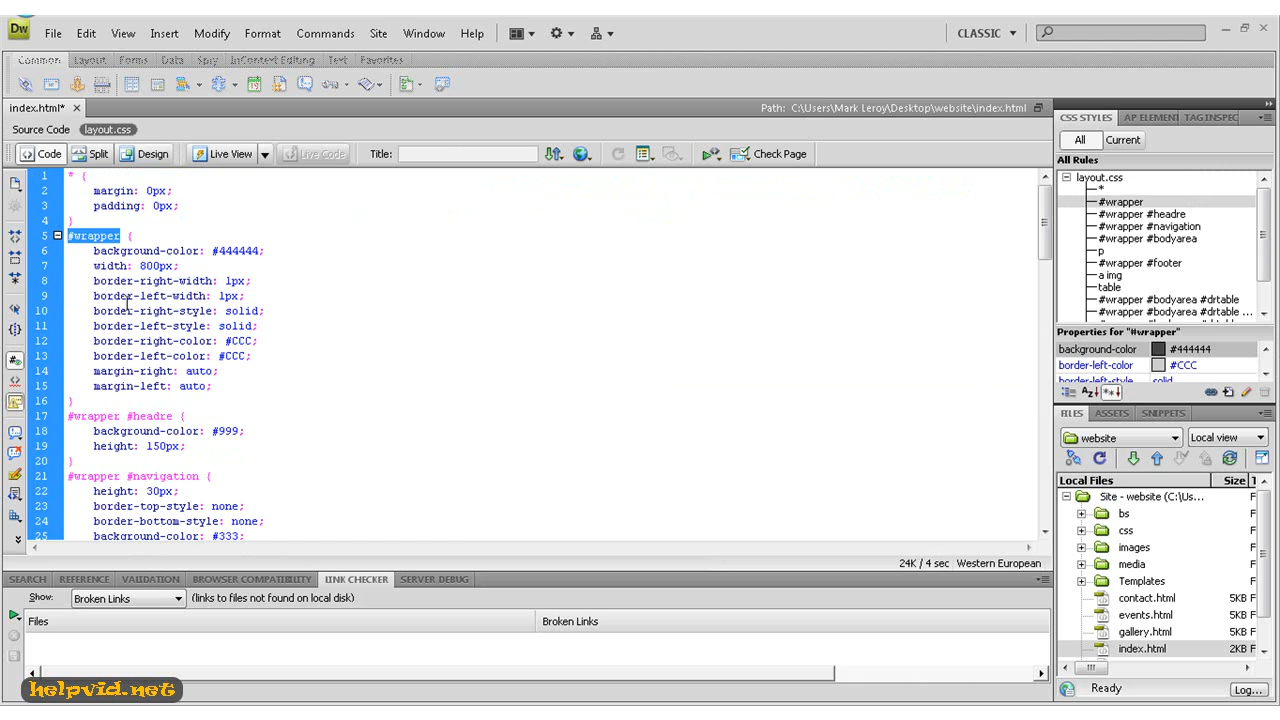 Dw File Edit View Insert Modify Format Commands Site Window Help CLASSIC
Common Layout Forms Data Spry InContext Editing Text Favorites
index.html* Path: C:\Users\Mark Leroy\Desktop\website\index.html
Source Code layout.css
Code Split Design Live View Live Code Title: Check Page
1 * {
2 margin: 0px;
3 padding: 0px;
4 }
5 #wrapper {
6 background-color: #444444;
7 width: 800px;
8 border-right-width: 1px;
9 border-left-width: 1px;
10 border-right-style: solid;
11 border-left-style: solid;
12 border-right-color: #CCC;
13 border-left-color: #CCC;
14 margin-right: auto;
15 margin-left: auto;
16 }
17 #wrapper #headre {
18 background-color: #999;
19 height: 150px;
20 }
21 #wrapper #navigation {
22 height: 30px;
23 border-top-style: none;
24 border-bottom-style: none;
25 background-color: #333;
24K / 4 sec Western European
CSS STYLES AP ELEMEN TAG INSPEC
All Current
All Rules
layout.css
*
#wrapper
#wrapper #headre
#wrapper #navigation
#wrapper #bodyarea
p
#wrapper #footer
a img
table
#wrapper #bodyarea #drtable
#wrapper #bodyarea #drtable ...
Properties for "#wrapper"
background-color #444444
border-left-color #CCC
border-left-style solid
FILES ASSETS SNIPPETS
website Local view
Local Files Size T
Site - website (C:\Us... F
bs F
css F
images F
media F
Templates F
contact.html 5KB F
events.html 5KB F
gallery.html 5KB F
index.html 2KB F
Ready Log...
SEARCH REFERENCE VALIDATION BROWSER COMPATIBILITY LINK CHECKER SERVER DEBUG
Show: Broken Links (links to files not found on local disk)
Files Broken Links
helpvid.net